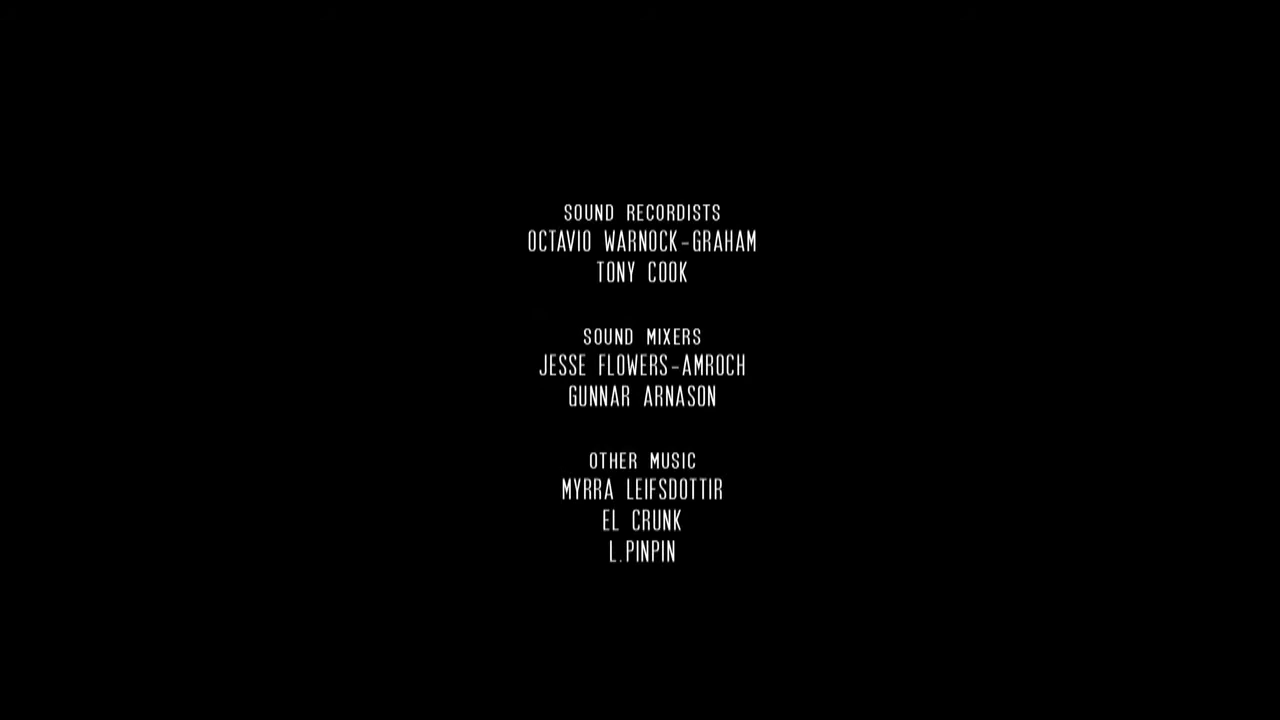 SOUND RECORDISTS
OCTAVIO WARNOCK-GRAHAM
TONY COOK
SOUND MIXERS
JESSE FLOWERS-AMROCH
GUNNAR ARNASON
OTHER MUSIC
MYRRA LEIFSDOTTIR
EL CRUNK
L.PINPIN